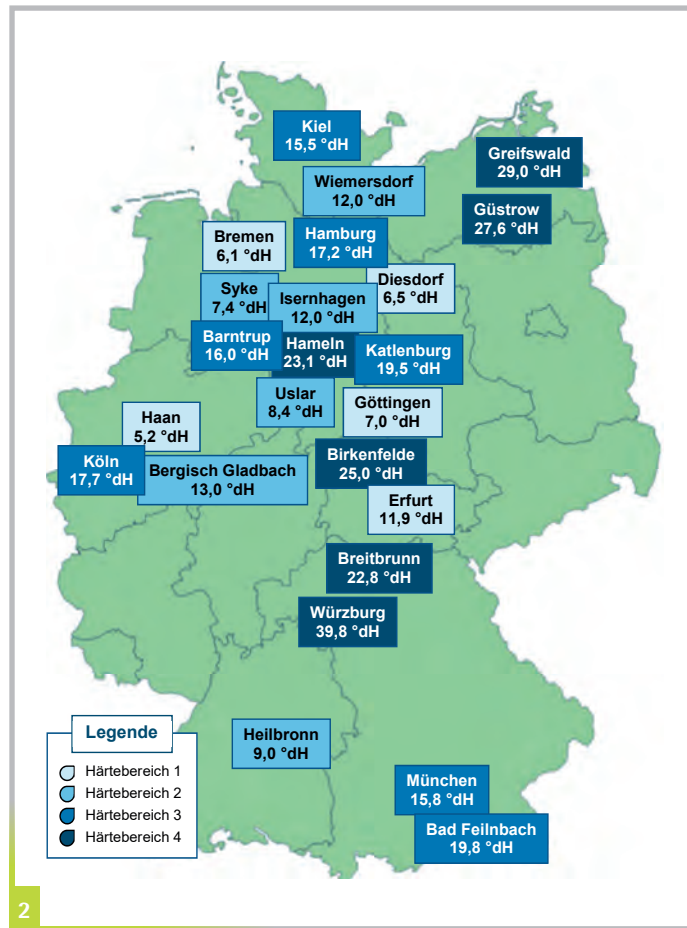 Kiel
15,5 °dH
Greifswald
29,0 °dH
Wiemersdorf
12,0 °dH
Güstrow
27,6 °dH
Bremen
6,1 °dH
Hamburg
17,2 °dH
Diesdorf
6,5 °dH
Syke
7,4 °dH
Isernhagen
12,0 °dH
Barntrup
16,0 °dH
Hameln
23,1 °dH
Katlenburg
19,5 °dH
Uslar
8,4 °dH
Göttingen
7,0 °dH
Haan
5,2 °dH
Köln
17,7 °dH
Bergisch Gladbach
13,0 °dH
Birkenfelde
25,0 °dH
Erfurt
11,9 °dH
Breitbrunn
22,8 °dH
Würzburg
39,8 °dH
Heilbronn
9,0 °dH
München
15,8 °dH
Bad Feilnbach
19,8 °dH
Legende
Härtebereich 1
Härtebereich 2
Härtebereich 3
Härtebereich 4
2